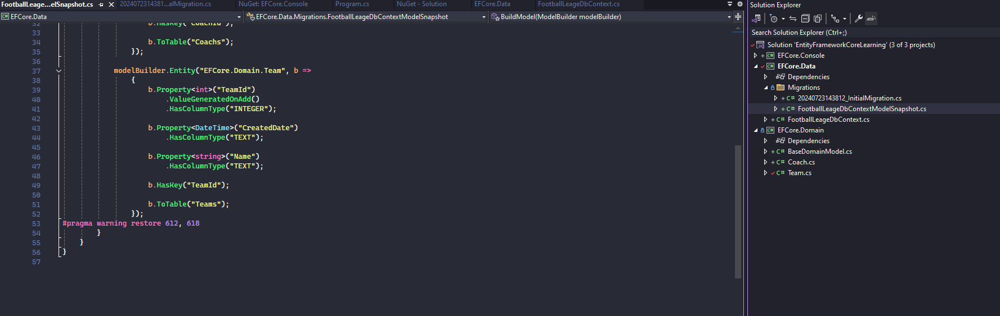 FootballLeage...elSnapshot.cs
2024072314381...alMigration.cs
NuGet: EFCore.Console
Program.cs
NuGet - Solution
EFCore.Data
FootballLeageDbContext.cs
EFCore.Data
EFCore.Data.Migrations.FootballLeageDbContextModelSnapshot
BuildModel(ModelBuilder modelBuilder)
32 b.HasKey("CoachId");
33
34 b.ToTable("Coachs");
35 });
36
37 modelBuilder.Entity("EFCore.Domain.Team", b =>
38 {
39 b.Property<int>("TeamId")
40 .ValueGeneratedOnAdd()
41 .HasColumnType("INTEGER");
42
43 b.Property<DateTime>("CreatedDate")
44 .HasColumnType("TEXT");
45
46 b.Property<string>("Name")
47 .HasColumnType("TEXT");
48
49 b.HasKey("TeamId");
50
51 b.ToTable("Teams");
52 });
53 #pragma warning restore 612, 618
54 }
55 }
56 }
57
Solution Explorer
Search Solution Explorer (Ctrl+;)
Solution 'EntityFrameworkCoreLearning' (3 of 3 projects)
+ C# EFCore.Console
C# EFCore.Data
Dependencies
Migrations
+ C# 20240723143812_InitialMigration.cs
+ C# FootballLeageDbContextModelSnapshot.cs
+ C# FootballLeageDbContext.cs
C# EFCore.Domain
Dependencies
+ C# BaseDomainModel.cs
+ C# Coach.cs
C# Team.cs